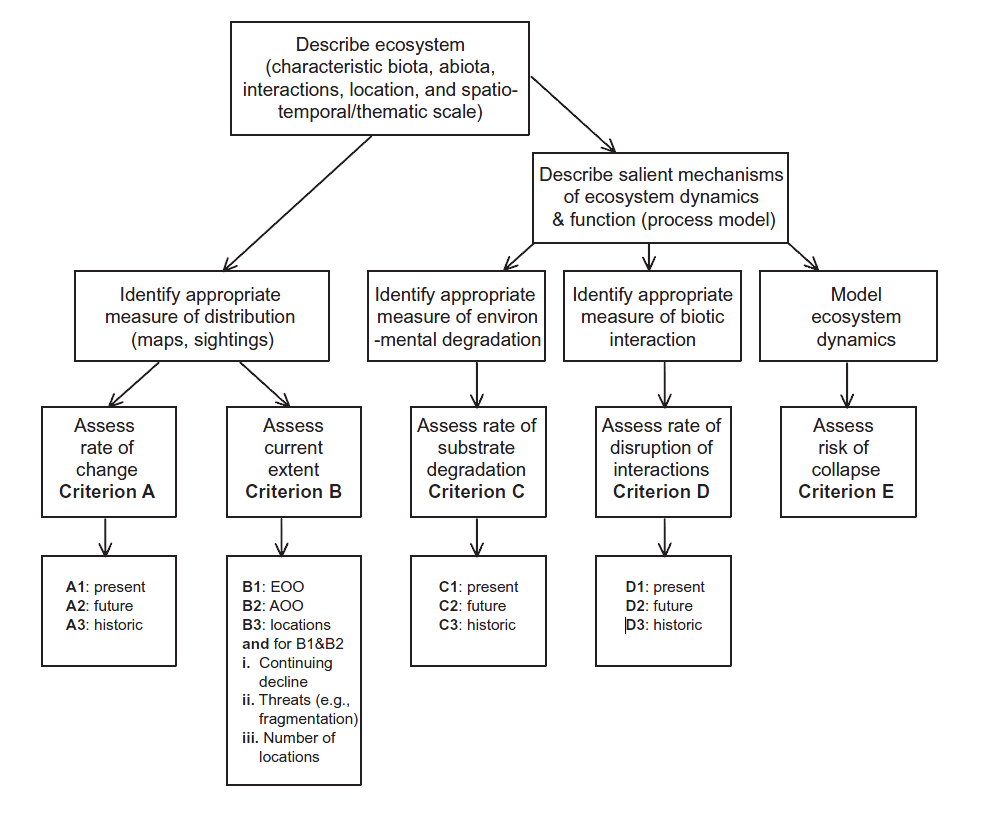 Describe ecosystem
(characteristic biota, abiota,
interactions, location, and spatio-
temporal/thematic scale)
Describe salient mechanisms
of ecosystem dynamics
& function (process model)
Identify appropriate
measure of distribution
(maps, sightings)
Identify appropriate
measure of environ
-mental degradation
Identify appropriate
measure of biotic
interaction
Model
ecosystem
dynamics
Assess
rate of
change
Criterion A
Assess
current
extent
Criterion B
Assess rate of
substrate
degradation
Criterion C
Assess rate of
disruption of
interactions
Criterion D
Assess
risk of
collapse
Criterion E
A1: present
A2: future
A3: historic
B1: EOO
B2: AOO
B3: locations
and for B1&B2
i. Continuing
decline
ii. Threats (e.g.,
fragmentation)
iii. Number of
locations
C1: present
C2: future
C3: historic
D1: present
D2: future
D3: historic